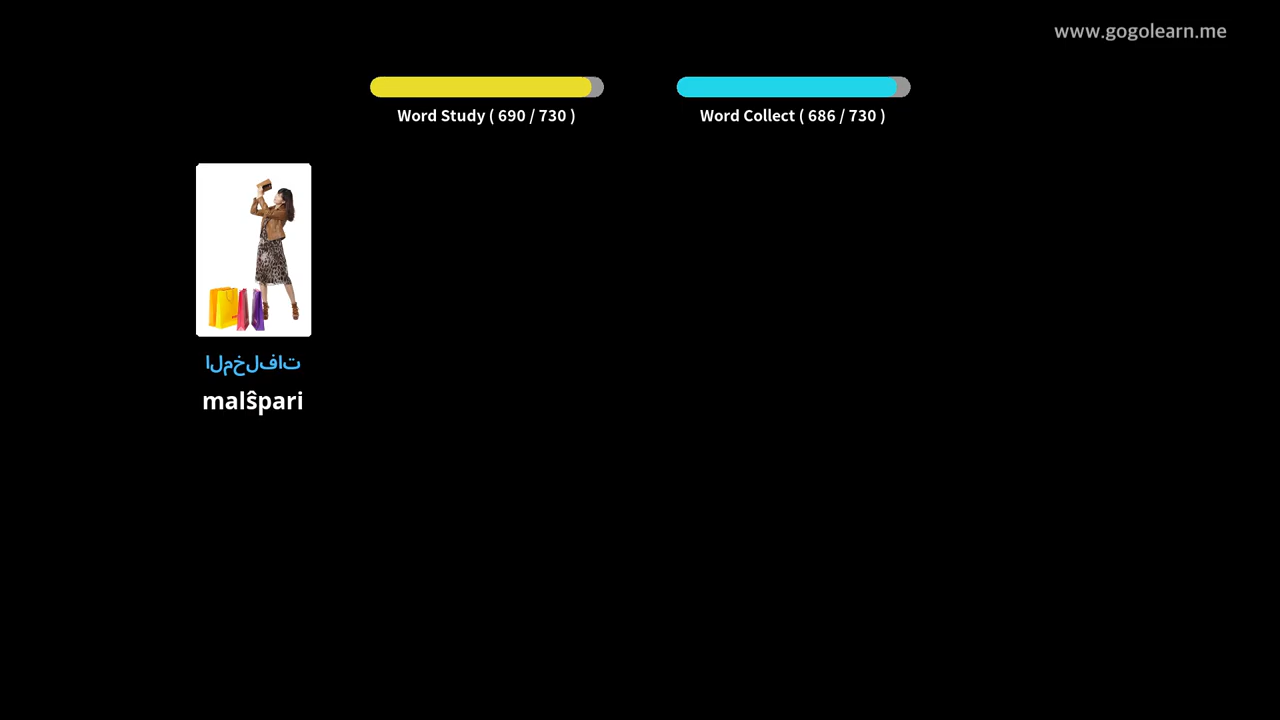 www.gogolearn.me
Word Study ( 690 / 730 )
Word Collect ( 686 / 730 )
المخلفات
malŝpari